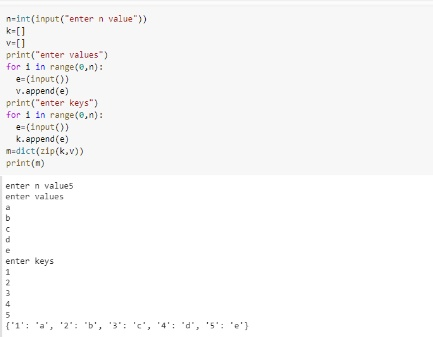 n=int(input("enter n value"))
k=[]
v=[]
print("enter values")
for i in range(0,n):
  e=(input())
  v.append(e)
print("enter keys")
for i in range(0,n):
  e=(input())
  k.append(e)
m=dict(zip(k,v))
print(m)
enter n value5
enter values
a
b
c
d
e
enter keys
1
2
3
4
5
{'1': 'a', '2': 'b', '3': 'c', '4': 'd', '5': 'e'}